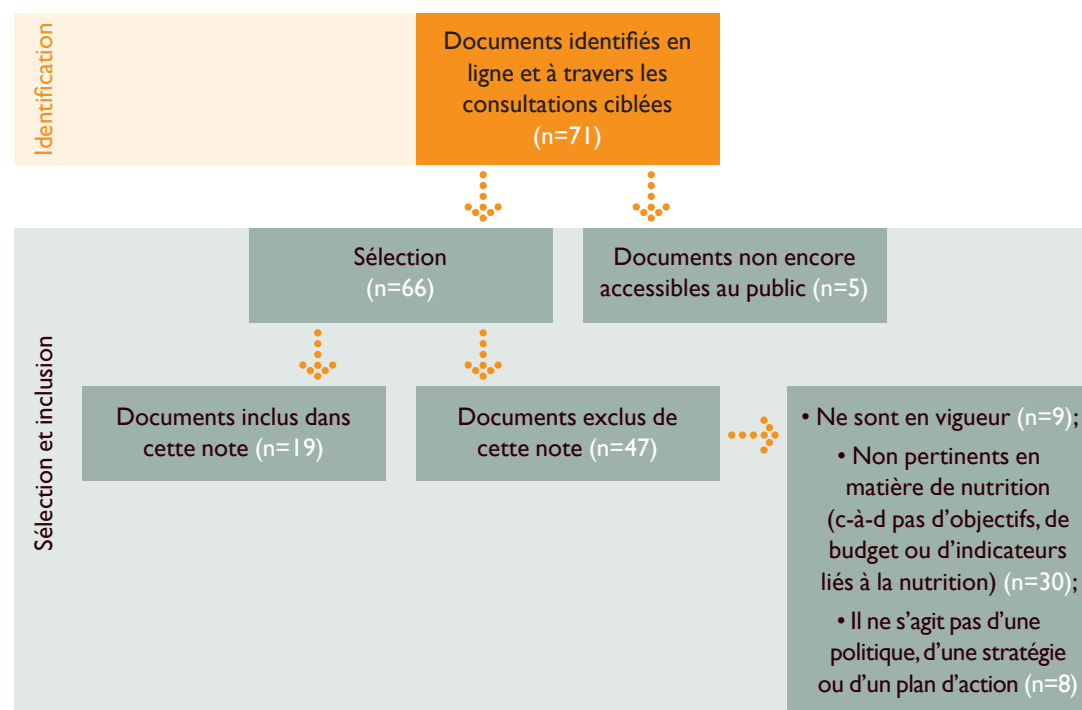 Identification
Documents identifiés en
ligne et à travers les
consultations ciblées
(n=71)
Sélection et inclusion
Sélection
(n=66)
Documents non encore
accessibles au public (n=5)
Documents inclus dans
cette note (n=19)
Documents exclus de
cette note (n=47)
• Ne sont en vigueur (n=9);
• Non pertinents en
matière de nutrition
(c-à-d pas d’objectifs, de
budget ou d’indicateurs
liés à la nutrition) (n=30);
• Il ne s’agit pas d’une
politique, d’une stratégie
ou d’un plan d’action (n=8)